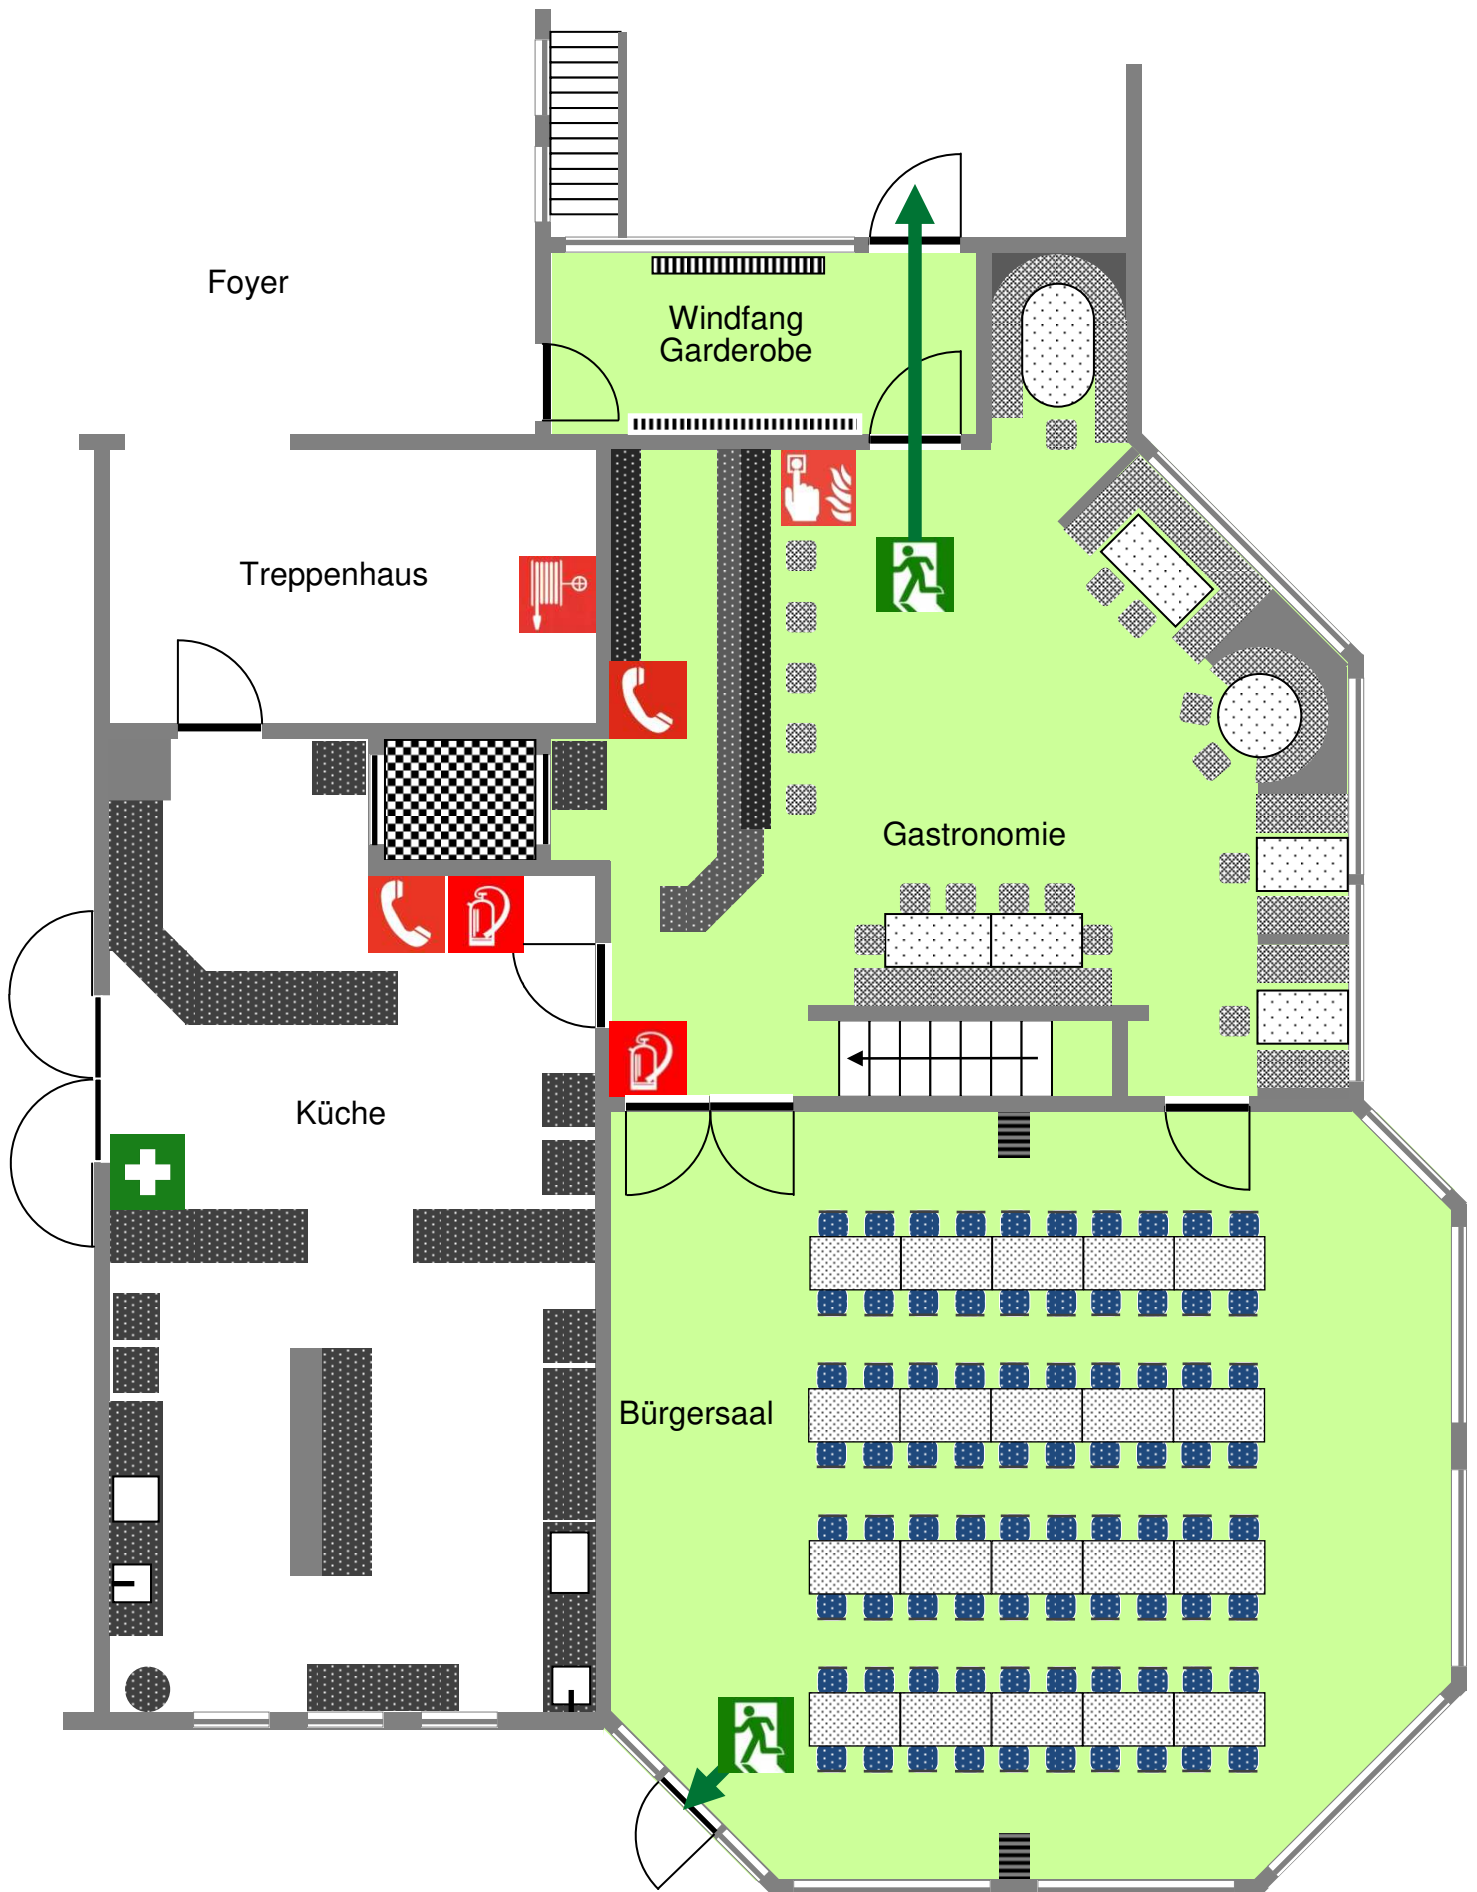 Foyer
Windfang
Garderobe
Treppenhaus
Gastronomie
Küche
Bürgersaal